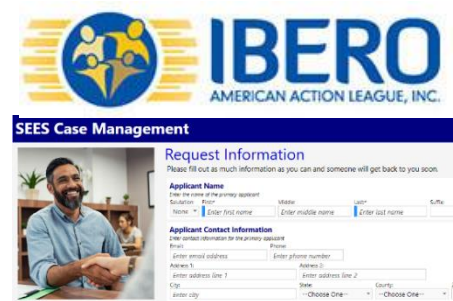 IBERO
AMERICAN ACTION LEAGUE, INC.
SEES Case Management
Request Information
Please fill out as much information as you can and someone will get back to you soon.
Applicant Name
Enter the name of the primary applicant
Salutation First* Middle Last* Suffix
None Enter first name Enter middle name Enter last name
Applicant Contact Information
Enter contact information for the primary applicant
Email Phone
Enter email address Enter phone number
Address 1: Address 2:
Enter address line 1 Enter address line 2
City: State: County:
Enter city --Choose One-- --Choose One--